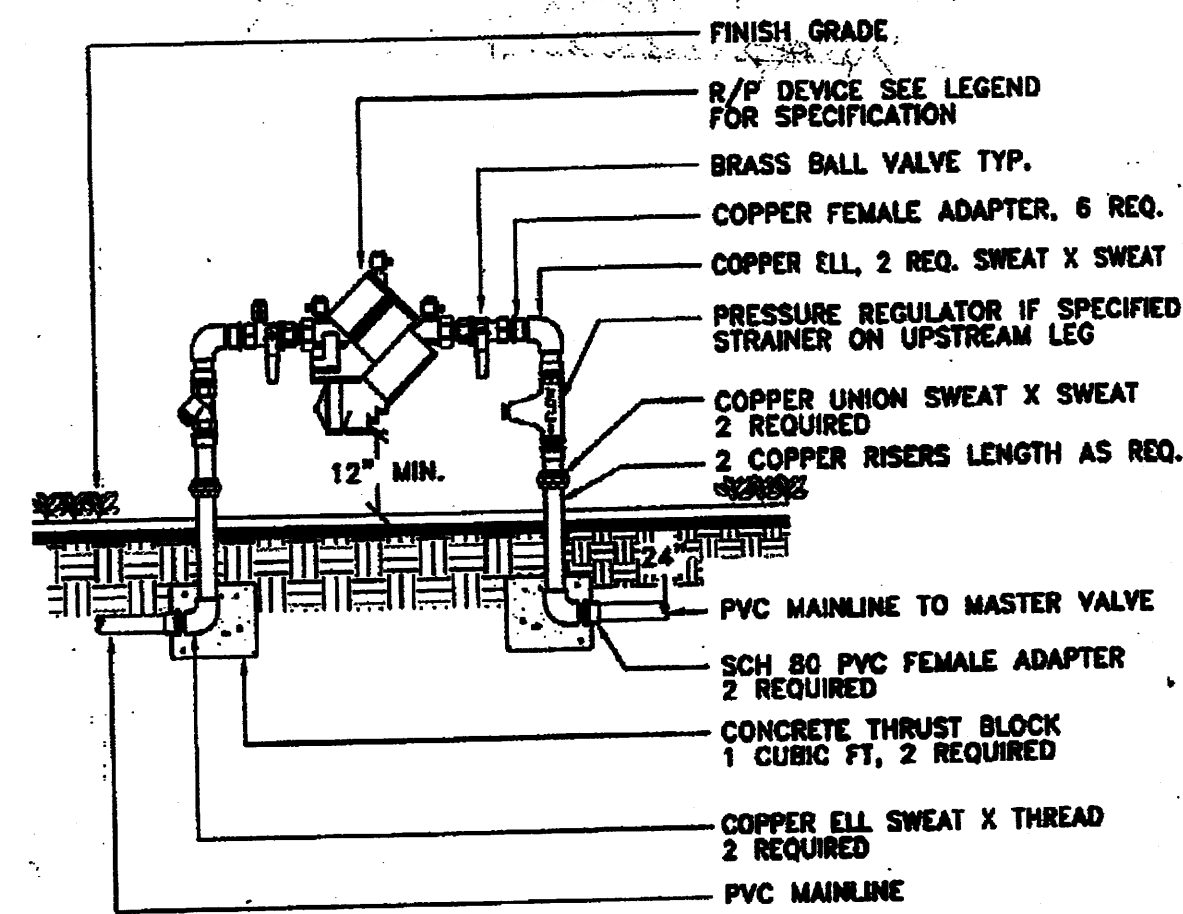 FINISH GRADE
R/P DEVICE SEE LEGEND
FOR SPECIFICATION
BRASS BALL VALVE TYP.
COPPER FEMALE ADAPTER, 6 REQ.
COPPER ELL, 2 REQ. SWEAT X SWEAT
PRESSURE REGULATOR IF SPECIFIED
STRAINER ON UPSTREAM LEG
FLOW
COPPER UNION SWEAT X SWEAT
2 REQUIRED
2 COPPER RISERS LENGTH AS REQ.
12" MIN.
24"
PVC MAINLINE TO MASTER VALVE
SCH 80 PVC FEMALE ADAPTER
2 REQUIRED
CONCRETE THRUST BLOCK
1 CUBIC FT, 2 REQUIRED
COPPER ELL SWEAT X THREAD
2 REQUIRED
PVC MAINLINE